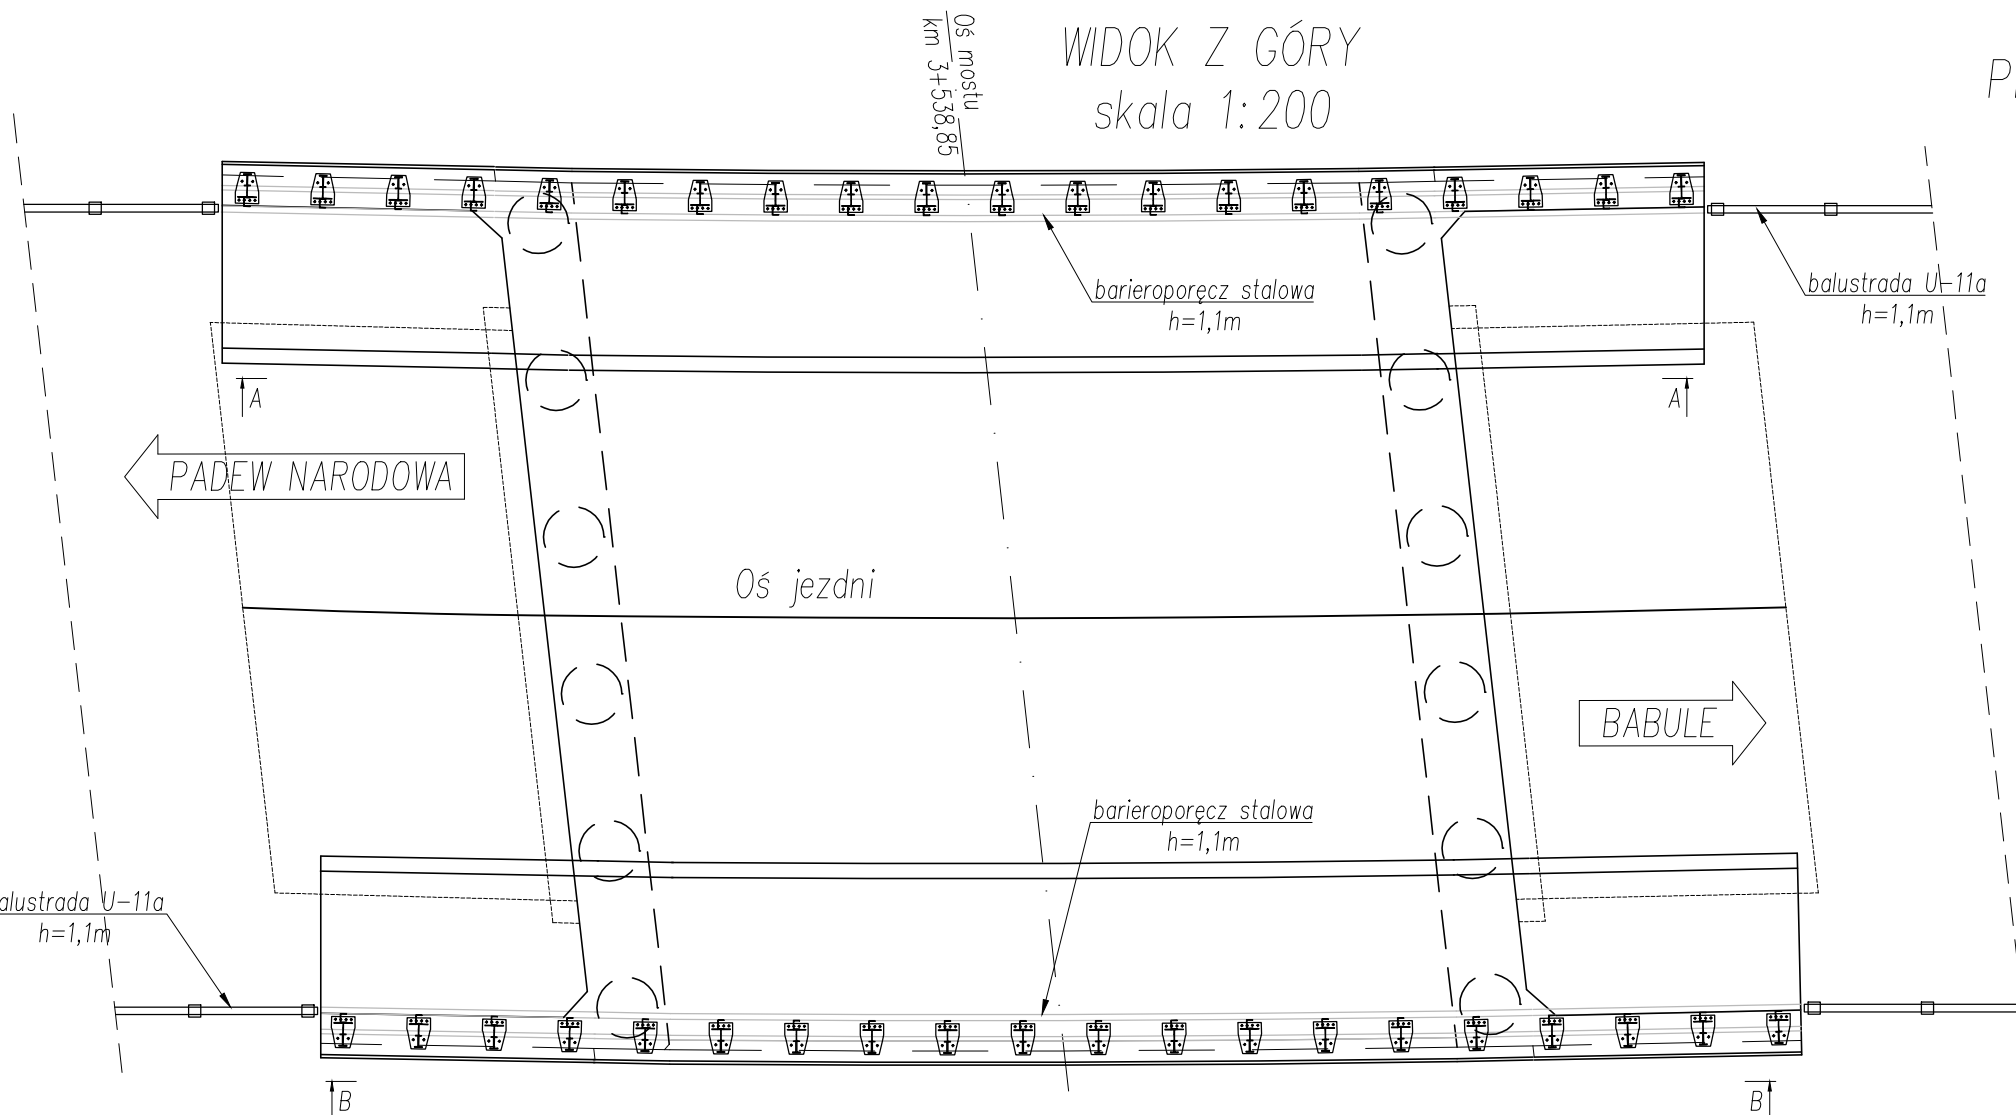 WIDOK Z GÓRY
skala 1:200
Oś mostu
km 3+538,85
barieroporęcz stalowa
h=1,1m
balustrada U-11a
h=1,1m
A
A
PADEW NARODOWA
Oś jezdni
BABULE
barieroporęcz stalowa
h=1,1m
alustrada U-11a
h=1,1m
B
B